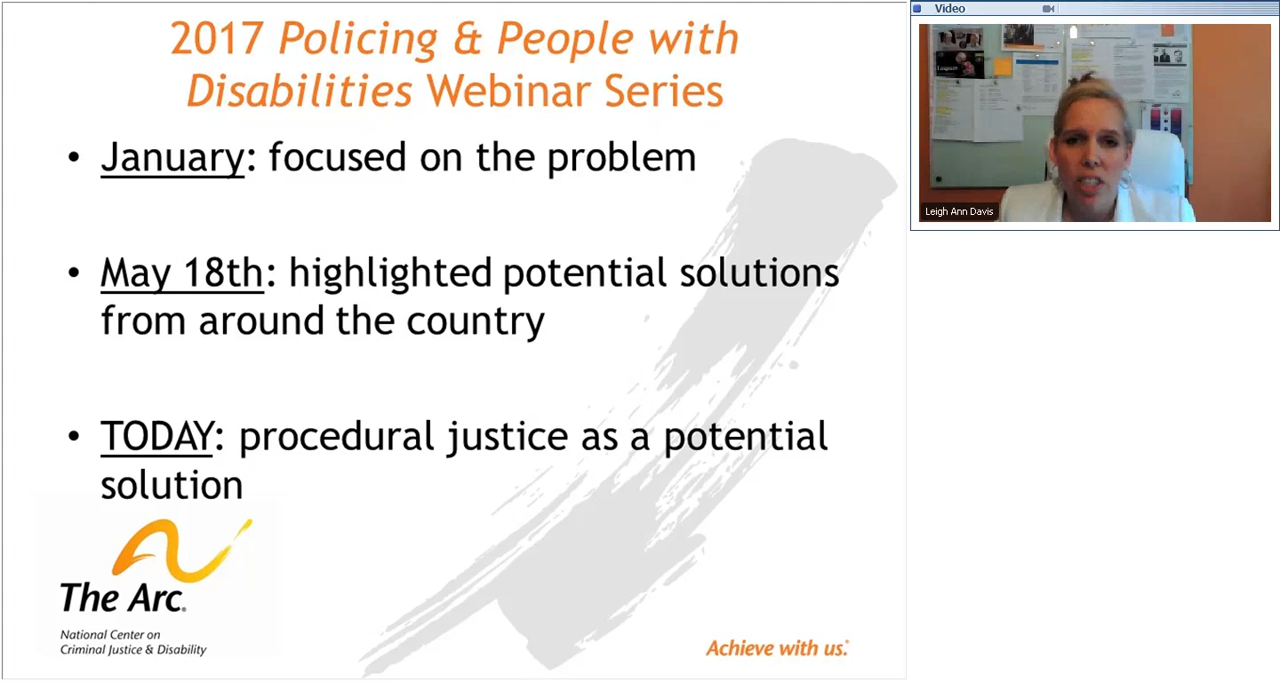 2017 Policing & People with
Disabilities Webinar Series
• January: focused on the problem
• May 18th: highlighted potential solutions
from around the country
• TODAY: procedural justice as a potential
solution
The Arc®
National Center on
Criminal Justice & Disability
Achieve with us.®
Video
Leigh Ann Davis